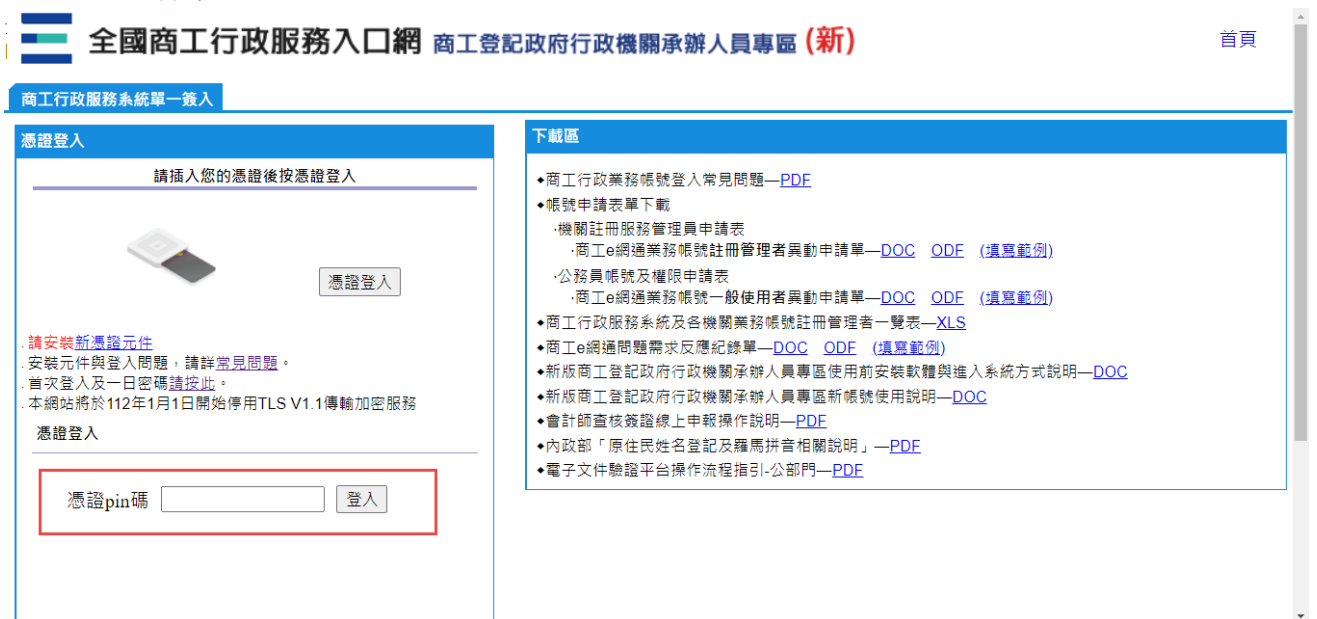 全國商工行政服務入口網 商工登記政府行政機關承辦人員專區 (新)
首頁
商工行政服務系統單一簽入
憑證登入
請插入您的憑證後按憑證登入
憑證登入
.請安裝新憑證元件.
.安裝元件與登入問題，請詳常見問題。
.首次登入及一日密碼請按此。
.本網站將於112年1月1日開始停用TLS V1.1傳輸加密服務
憑證登入
憑證pin碼 登入
下載區
◆商工行政業務帳號登入常見問題—PDF
◆帳號申請表單下載
‧機關註冊服務管理員申請表
‧商工e網通業務帳號註冊管理者異動申請單—DOC ODF (填寫範例)
‧公務員帳號及權限申請表
‧商工e網通業務帳號一般使用者異動申請單—DOC ODF (填寫範例)
◆商工行政服務系統及各機關業務帳號註冊管理者一覽表—XLS
◆商工e網通問題需求反應紀錄單—DOC ODF (填寫範例)
◆新版商工登記政府行政機關承辦人員專區使用前安裝軟體與進入系統方式說明—DOC
◆新版商工登記政府行政機關承辦人員專區新帳號使用說明—DOC
◆會計師查核簽證線上申報操作說明—PDF
◆內政部「原住民姓名登記及羅馬拼音相關說明」—PDF
◆電子文件驗證平台操作流程指引-公部門—PDF